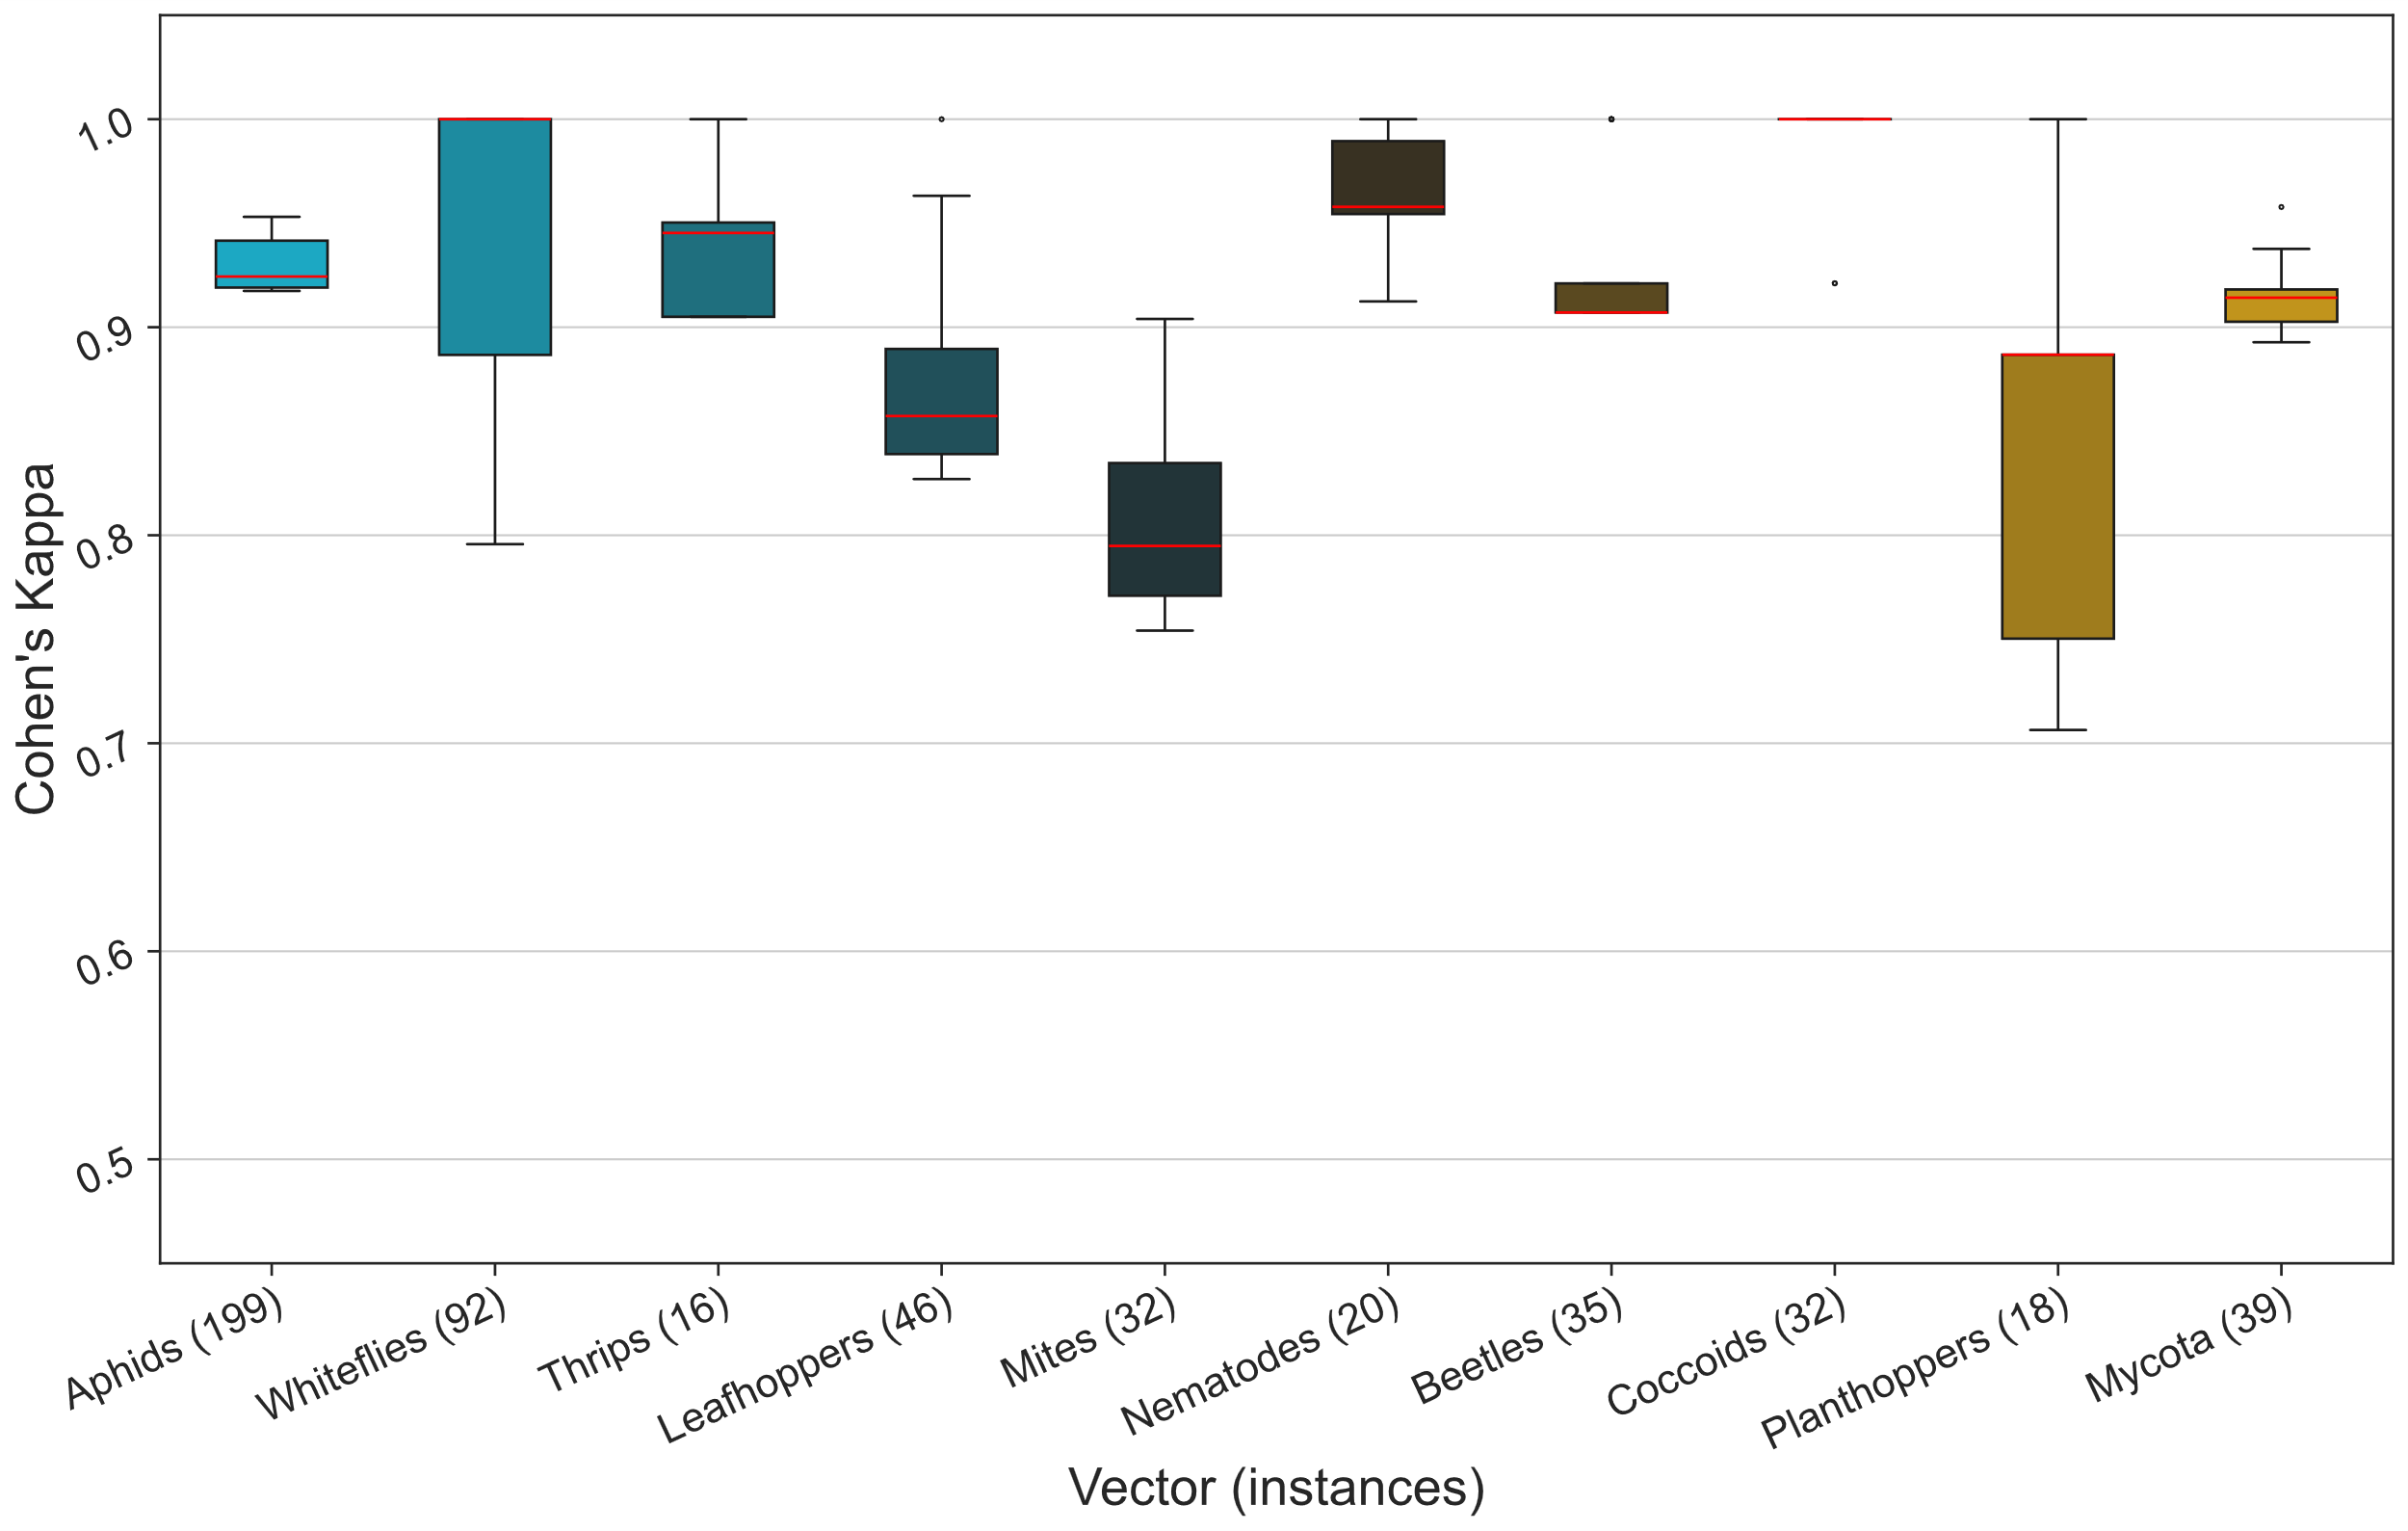 Cohen's Kappa
1.0
0.9
0.8
0.7
0.6
0.5
Aphids (199)
Whiteflies (92)
Thrips (16)
Leafhoppers (46)
Mites (32)
Nematodes (20)
Beetles (35)
Coccoids (32)
Planthoppers (18)
Mycota (39)
Vector (instances)